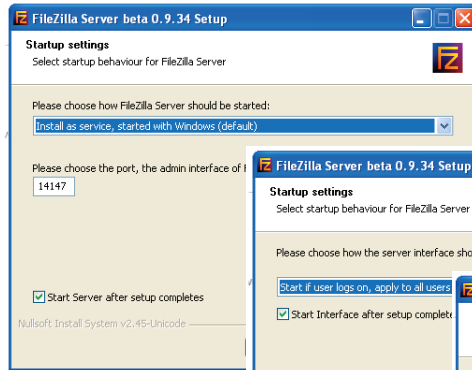 FileZilla Server beta 0.9.34 Setup
Startup settings
Select startup behaviour for FileZilla Server
Please choose how FileZilla Server should be started:
Install as service, started with Windows (default)
Please choose the port, the admin interface of
14147
Start Server after setup completes
Nullsoft Install System v2.45-Unicode
FileZilla Server beta 0.9.34 Setup
Startup settings
Select startup behaviour for FileZilla Server
Please choose how the server interface
Start if user logs on, apply to all users
Start Interface after setup